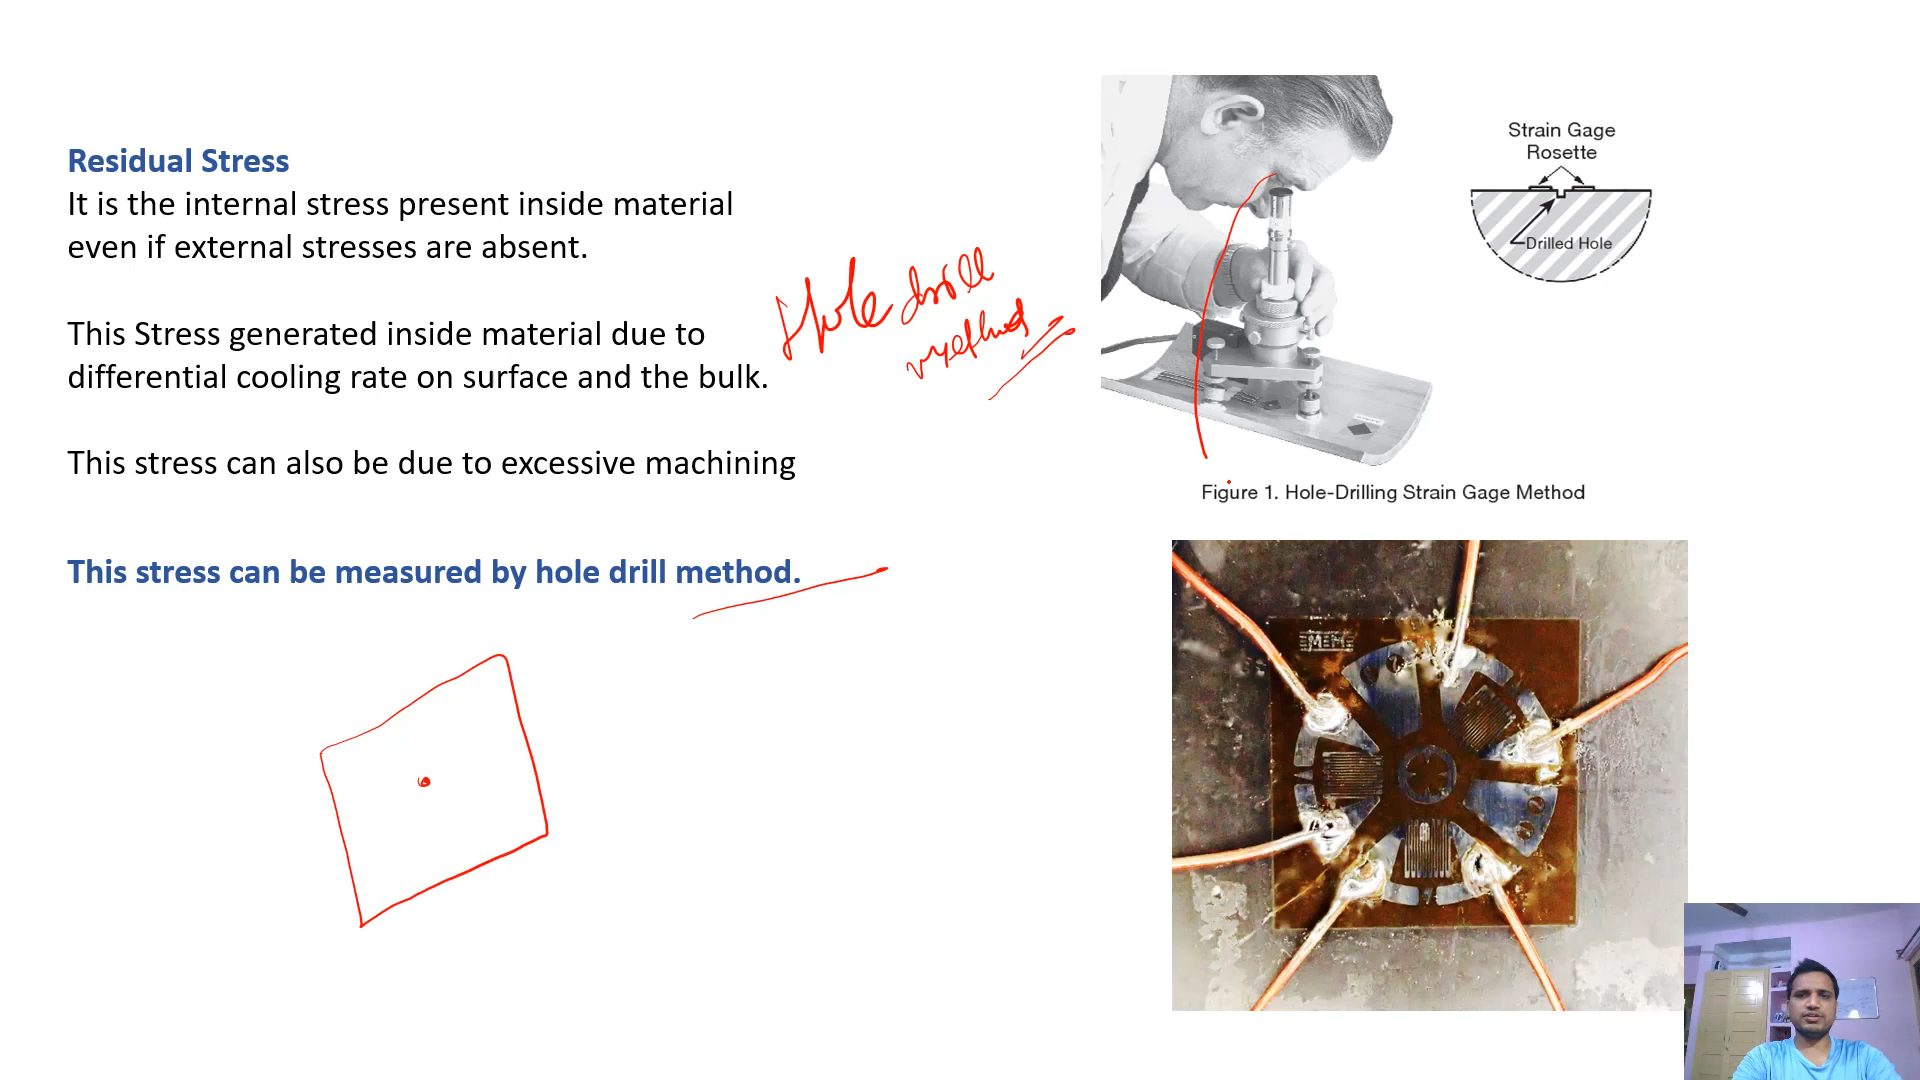 Residual Stress
It is the internal stress present inside material
even if external stresses are absent.
This Stress generated inside material due to
differential cooling rate on surface and the bulk.
This stress can also be due to excessive machining
This stress can be measured by hole drill method.
Hole drill
method
Strain Gage
Rosette
Drilled Hole
Figure 1. Hole-Drilling Strain Gage Method